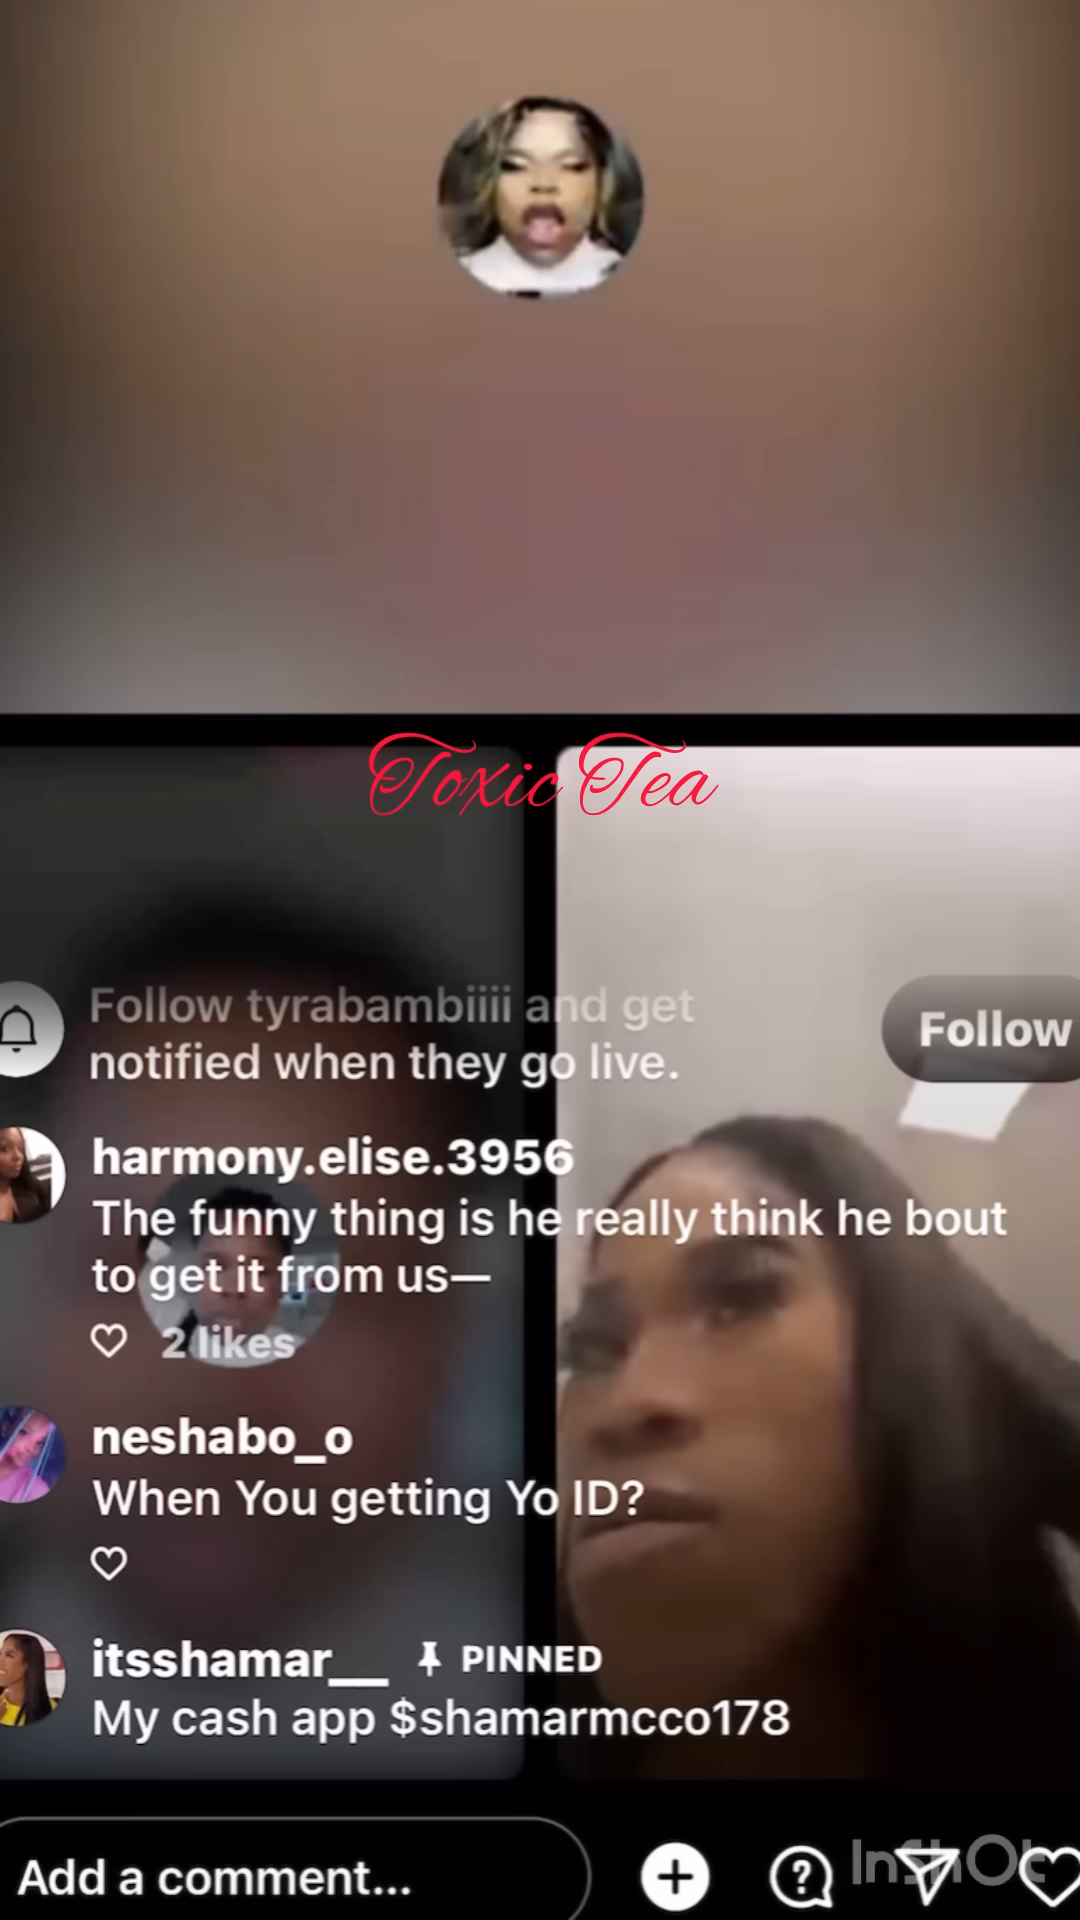 Toxic Tea
Follow tyrabambiiii and get
notified when they go live.
Follow
harmony.elise.3956
The funny thing is he really think he bout
to get it from us—
2 likes
neshabo_o
When You getting Yo ID?
itsshamar__ PINNED
My cash app $shamarmcco178
Add a comment...
InShOt